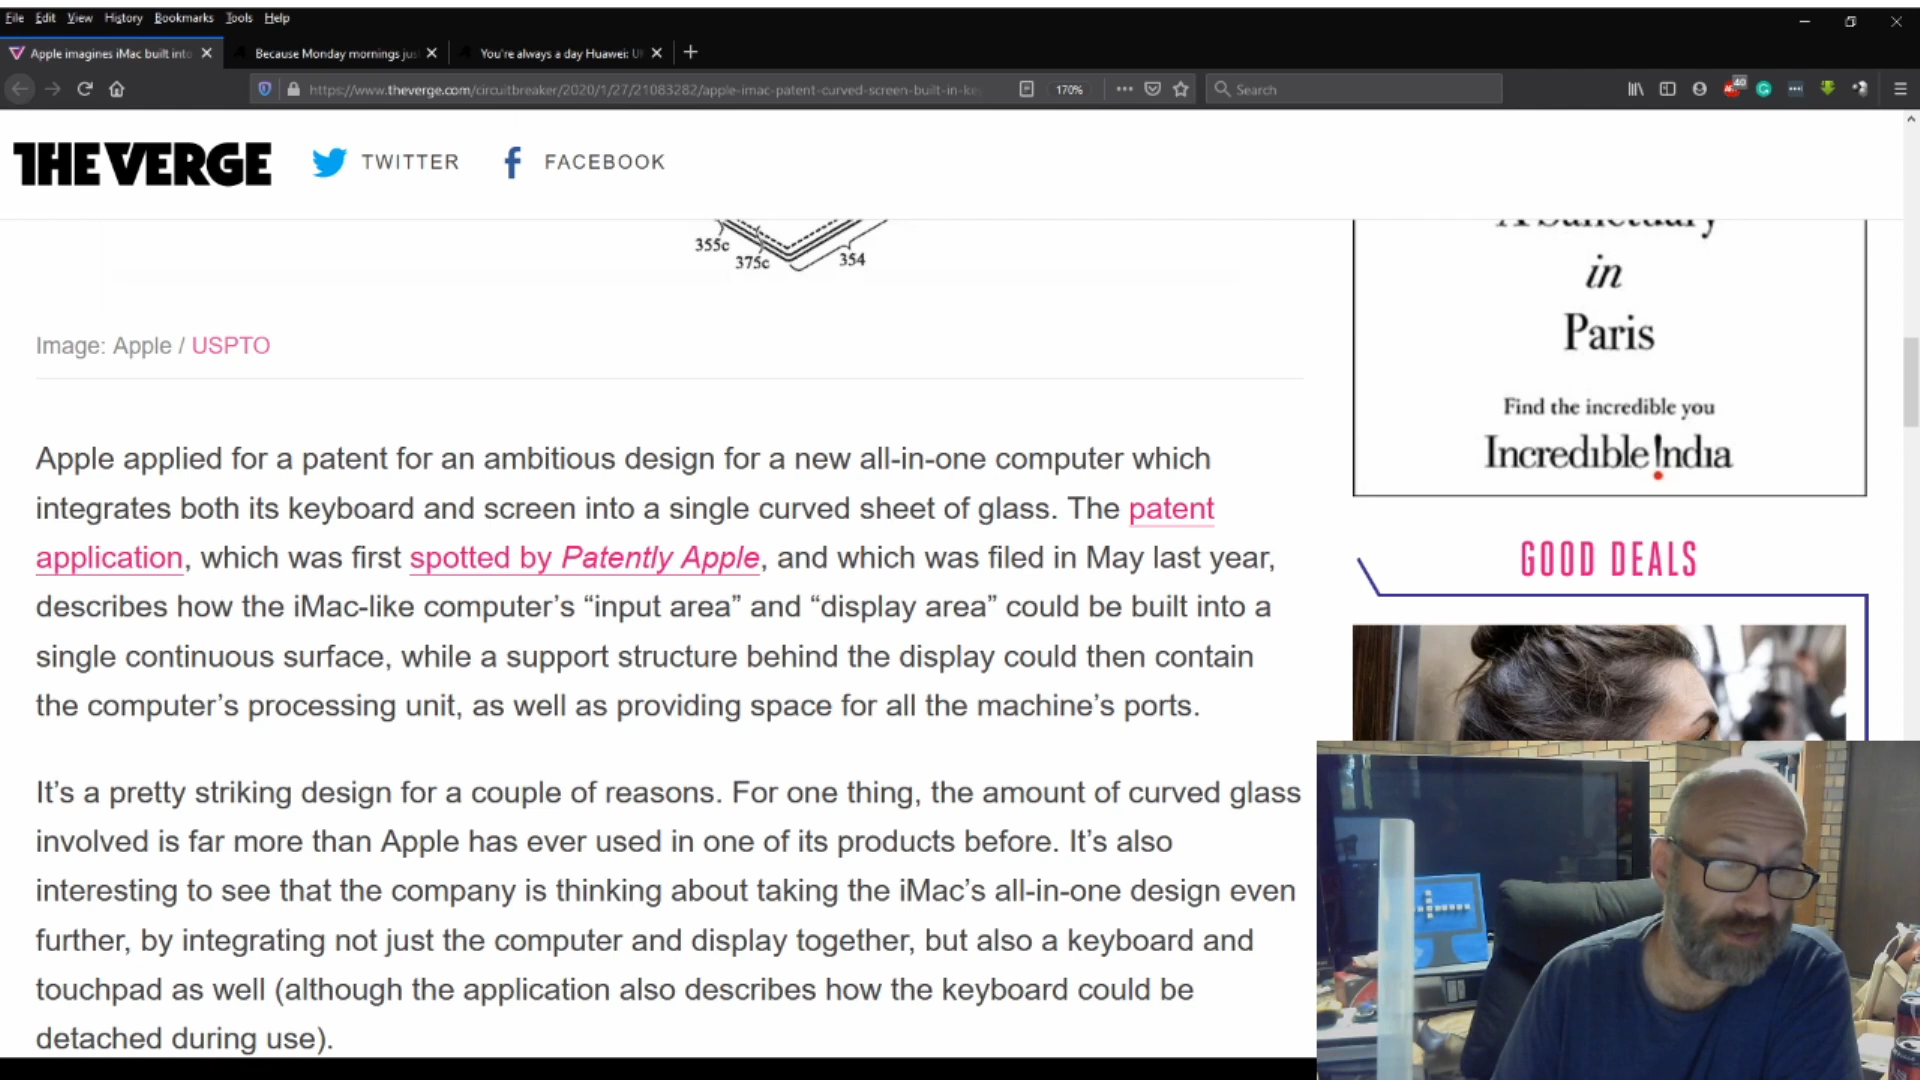 File Edit View History Bookmarks Tools Help
Apple imagines iMac built into
Because Monday mornings jus
You're always a day Huawei: U
https://www.theverge.com/circuitbreaker/2020/1/27/21083282/apple-imac-patent-curved-screen-built-in-ke
170%
Search
40
THE VERGE
TWITTER
FACEBOOK
355c
375c
354
A Sanctuary
in
Paris
Find the incredible you
Incredible !ndia
GOOD DEALS
Image: Apple / USPTO
Apple applied for a patent for an ambitious design for a new all-in-one computer which
integrates both its keyboard and screen into a single curved sheet of glass. The patent
application, which was first spotted by Patently Apple, and which was filed in May last year,
describes how the iMac-like computer’s “input area” and “display area” could be built into a
single continuous surface, while a support structure behind the display could then contain
the computer’s processing unit, as well as providing space for all the machine’s ports.
It’s a pretty striking design for a couple of reasons. For one thing, the amount of curved glass
involved is far more than Apple has ever used in one of its products before. It’s also
interesting to see that the company is thinking about taking the iMac’s all-in-one design even
further, by integrating not just the computer and display together, but also a keyboard and
touchpad as well (although the application also describes how the keyboard could be
detached during use).